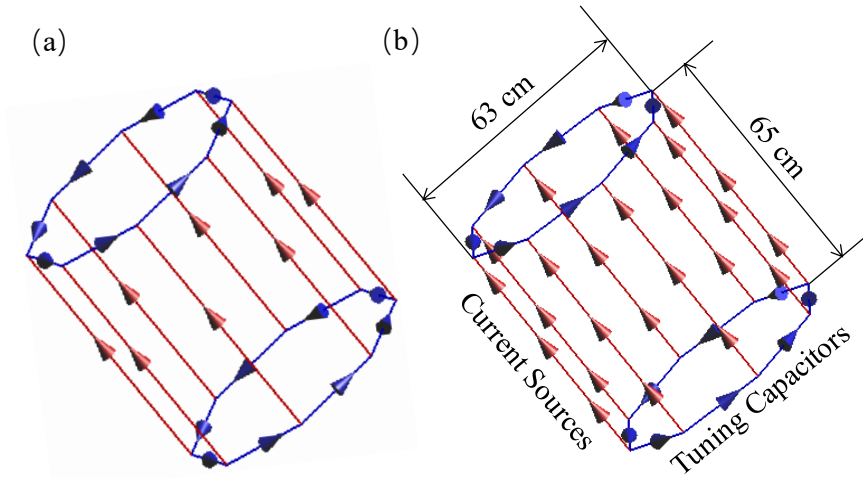 (a)
(b)
63 cm
65 cm
Current Sources
Tuning Capacitors